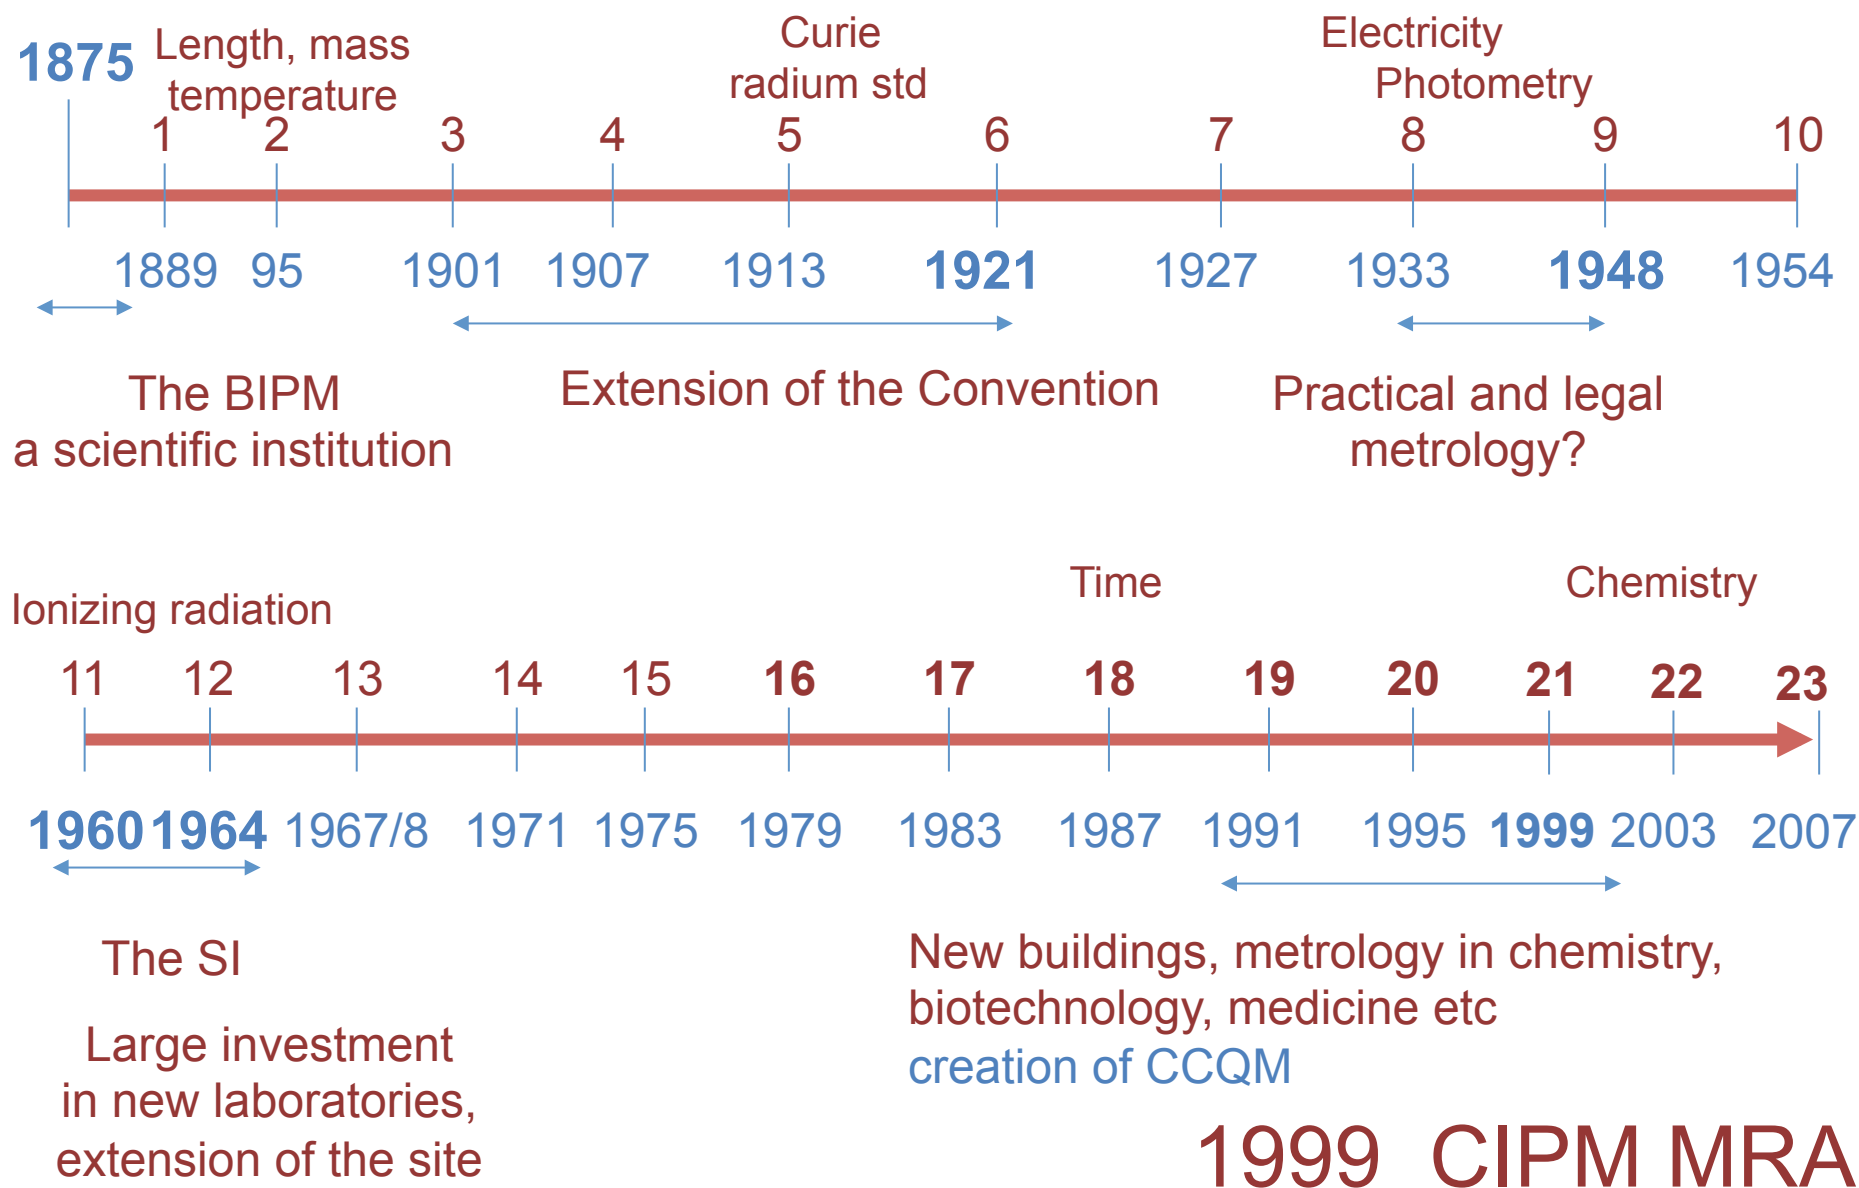 1875
Length, mass
temperature
Curie
radium std
Electricity
Photometry
1 2 3 4 5 6 7 8 9 10
1889 95 1901 1907 1913 1921 1927 1933 1948 1954
The BIPM
a scientific institution
Extension of the Convention
Practical and legal
metrology?
Ionizing radiation
Time
Chemistry
11 12 13 14 15 16 17 18 19 20 21 22 23
1960 1964 1967/8 1971 1975 1979 1983 1987 1991 1995 1999 2003 2007
The SI
Large investment
in new laboratories,
extension of the site
New buildings, metrology in chemistry,
biotechnology, medicine etc
creation of CCQM
1999 CIPM MRA